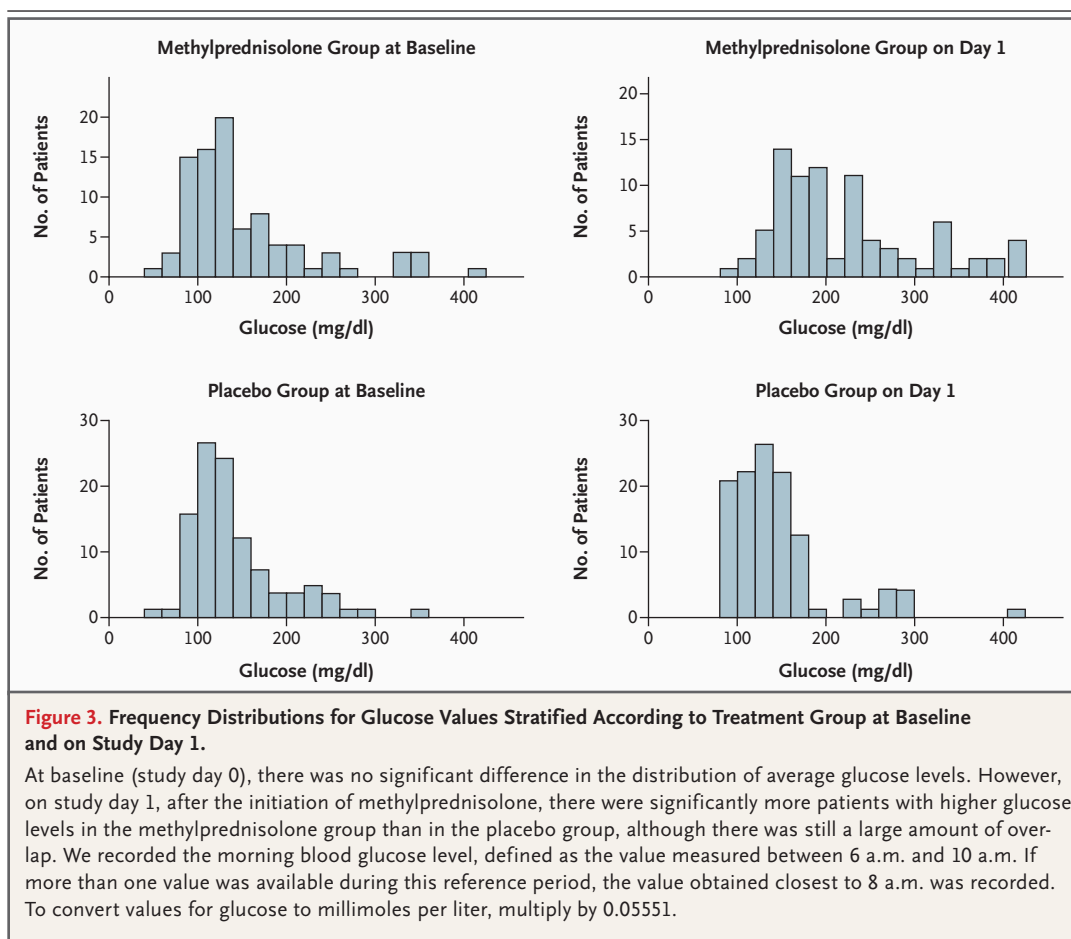 Methylprednisolone Group at Baseline
No. of Patients
20
15
10
5
0
0 100 200 300 400
Glucose (mg/dl)
Methylprednisolone Group on Day 1
No. of Patients
20
15
10
5
0
0 100 200 300 400
Glucose (mg/dl)
Placebo Group at Baseline
No. of Patients
30
20
10
0
0 100 200 300 400
Glucose (mg/dl)
Placebo Group on Day 1
No. of Patients
30
20
10
0
0 100 200 300 400
Glucose (mg/dl)
Figure 3. Frequency Distributions for Glucose Values Stratified According to Treatment Group at Baseline
and on Study Day 1.
At baseline (study day 0), there was no significant difference in the distribution of average glucose levels. However,
on study day 1, after the initiation of methylprednisolone, there were significantly more patients with higher glucose
levels in the methylprednisolone group than in the placebo group, although there was still a large amount of over-
lap. We recorded the morning blood glucose level, defined as the value measured between 6 a.m. and 10 a.m. If
more than one value was available during this reference period, the value obtained closest to 8 a.m. was recorded.
To convert values for glucose to millimoles per liter, multiply by 0.05551.